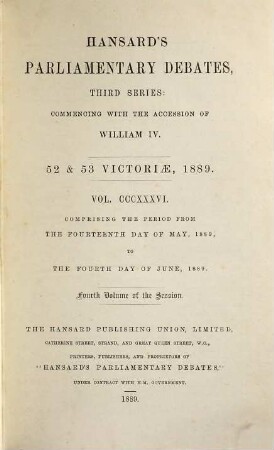 HANSARD'S
PARLIAMENTARY DEBATES,
THIRD SERIES:
COMMENCING WITH THE ACCESSION OF
WILLIAM IV.
52 & 53 VICTORIÆ, 1889.
VOL. CCCXXXVI.
COMPRISING THE PERIOD FROM
THE FOURTEENTH DAY OF MAY, 1889,
TO
THE FOURTH DAY OF JUNE, 1889.
Fourth Volume of the Session.
THE HANSARD PUBLISHING UNION, LIMITED,
CATHERINE STREET, STRAND, AND GREAT QUEEN STREET, W.C.,
PRINTERS, PUBLISHERS, AND PROPRIETORS OF
"HANSARD'S PARLIAMENTARY DEBATES,"
UNDER CONTRACT WITH H.M. GOVERNMENT.
1889.